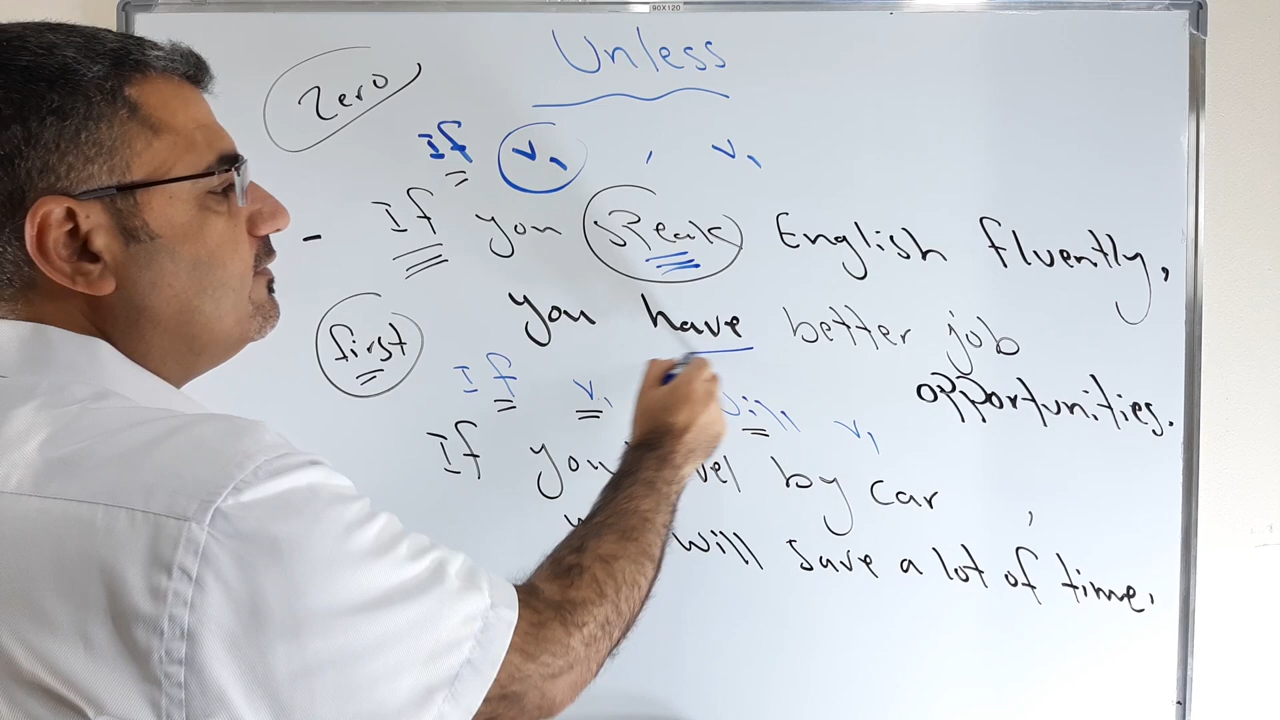 90X120
Unless
Zero
If V1 , V1
- If you speak English fluently,
you have better job
opportunities.
first
If V1 will V1
If you by car ,
will save a lot of time.